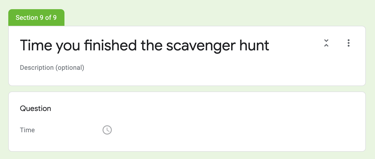 Section 9 of 9
Time you finished the scavenger hunt
Description (optional)
Question
Time